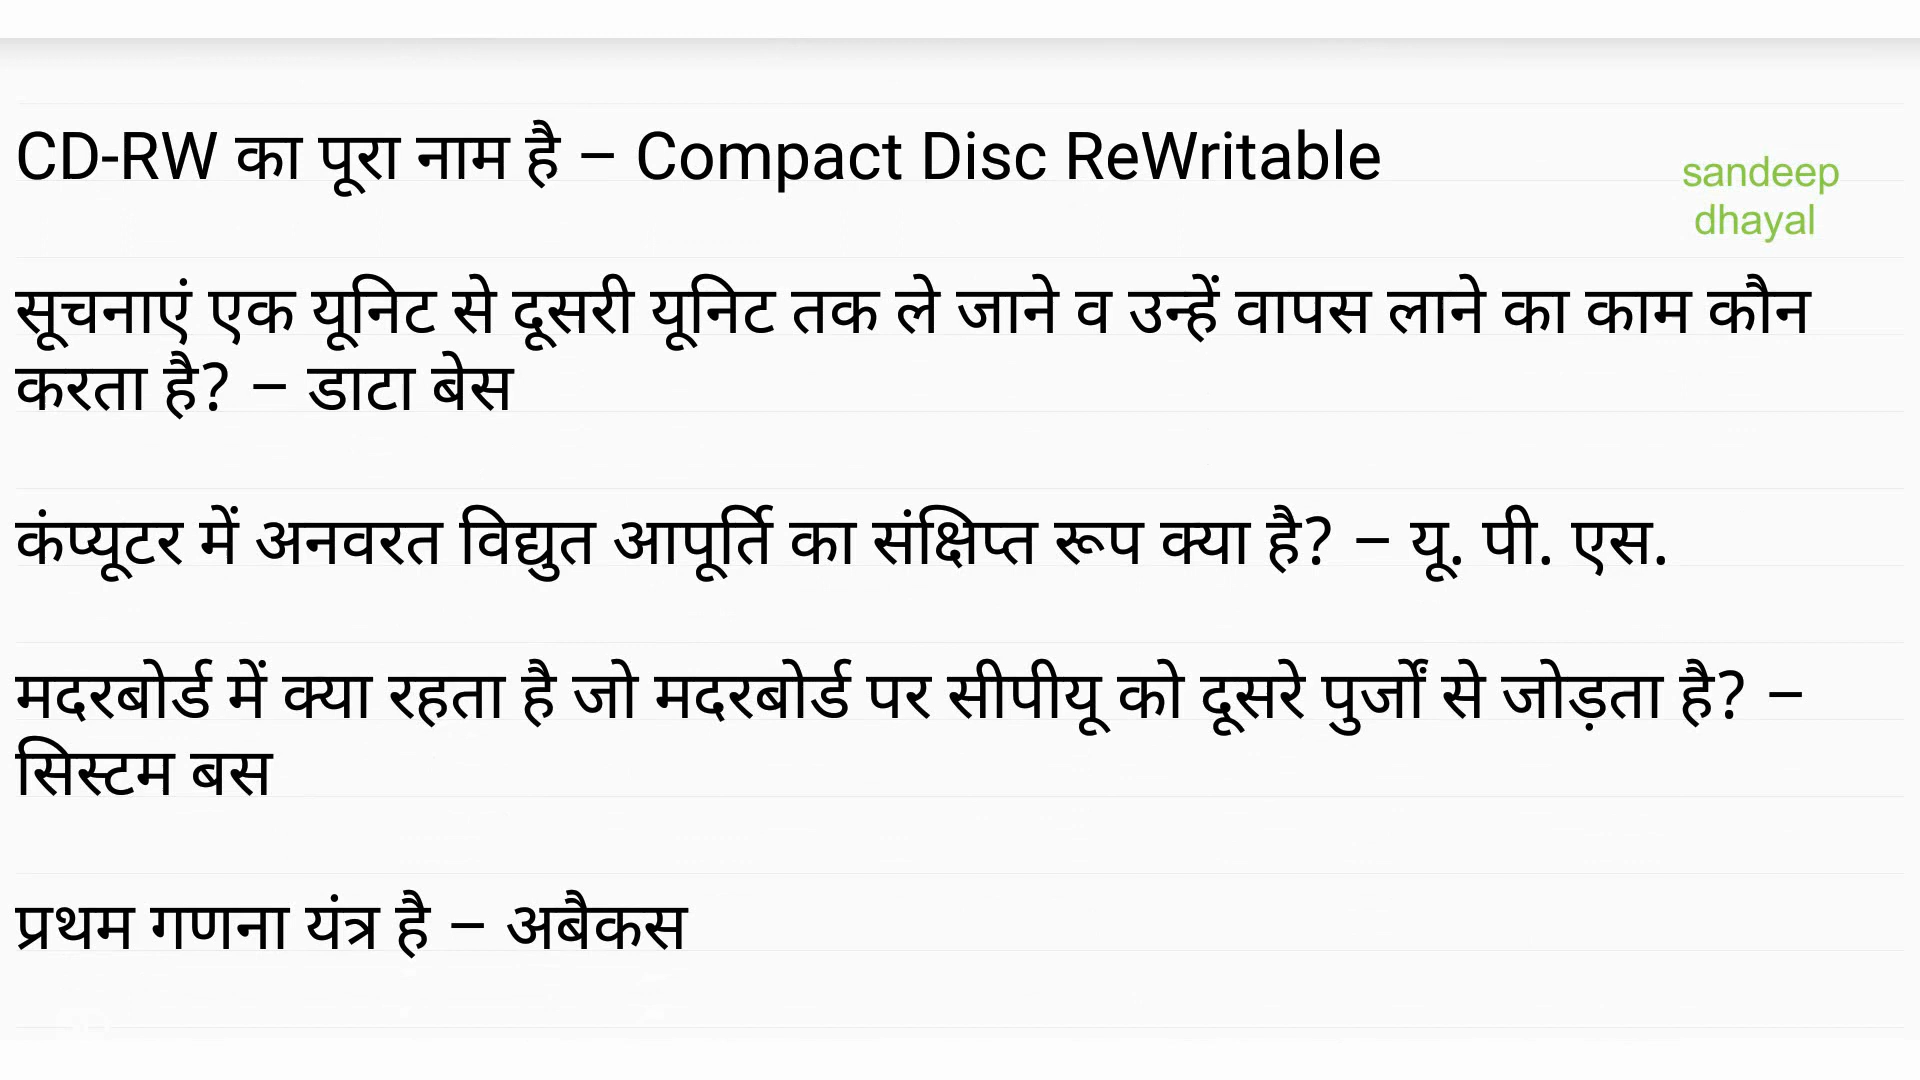 CD-RW का पूरा नाम है – Compact Disc ReWritable
sandeep
dhayal
सूचनाएं एक यूनिट से दूसरी यूनिट तक ले जाने व उन्हें वापस लाने का काम कौन
करता है? – डाटा बेस
कंप्यूटर में अनवरत विद्युत आपूर्ति का संक्षिप्त रूप क्या है? – यू. पी. एस.
मदरबोर्ड में क्या रहता है जो मदरबोर्ड पर सीपीयू को दूसरे पुर्जों से जोड़ता है? –
सिस्टम बस
प्रथम गणना यंत्र है – अबैकस